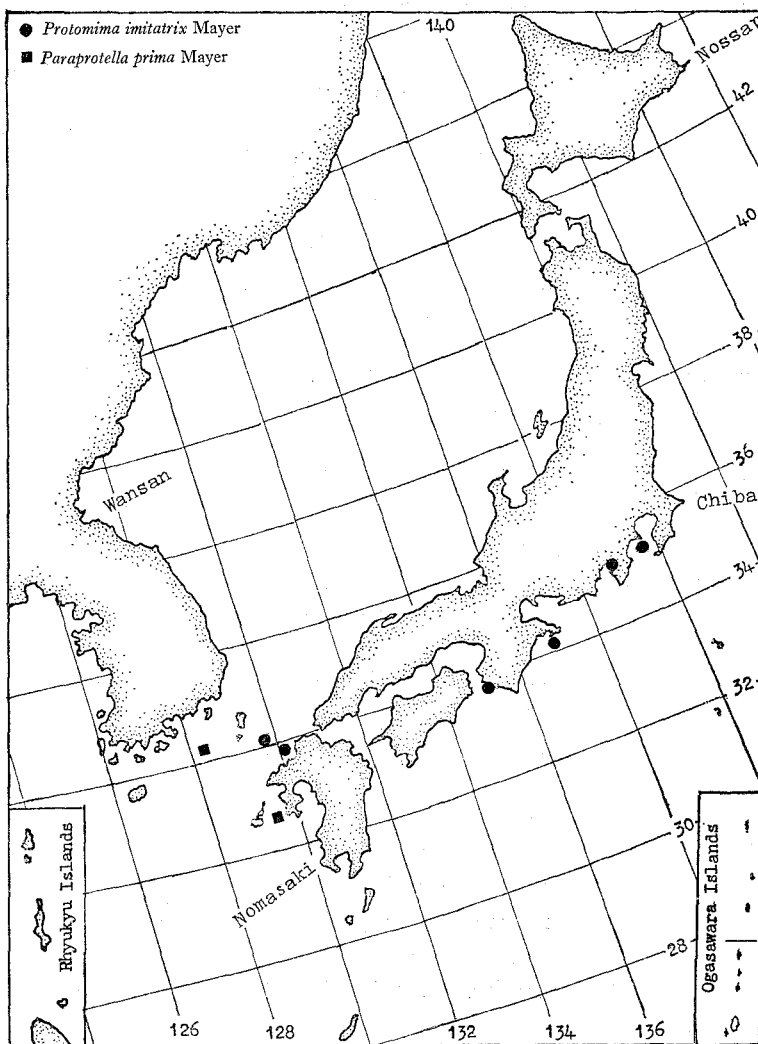 ● Protomima imitatrix Mayer
■ Paraprotella prima Mayer
140
Nossan
42
40
38
36
Wansan
Chiba
34
32
30
Rhyukyu Islands
Nomasaki
Ogasawara Islands
28
126
128
132
134
136